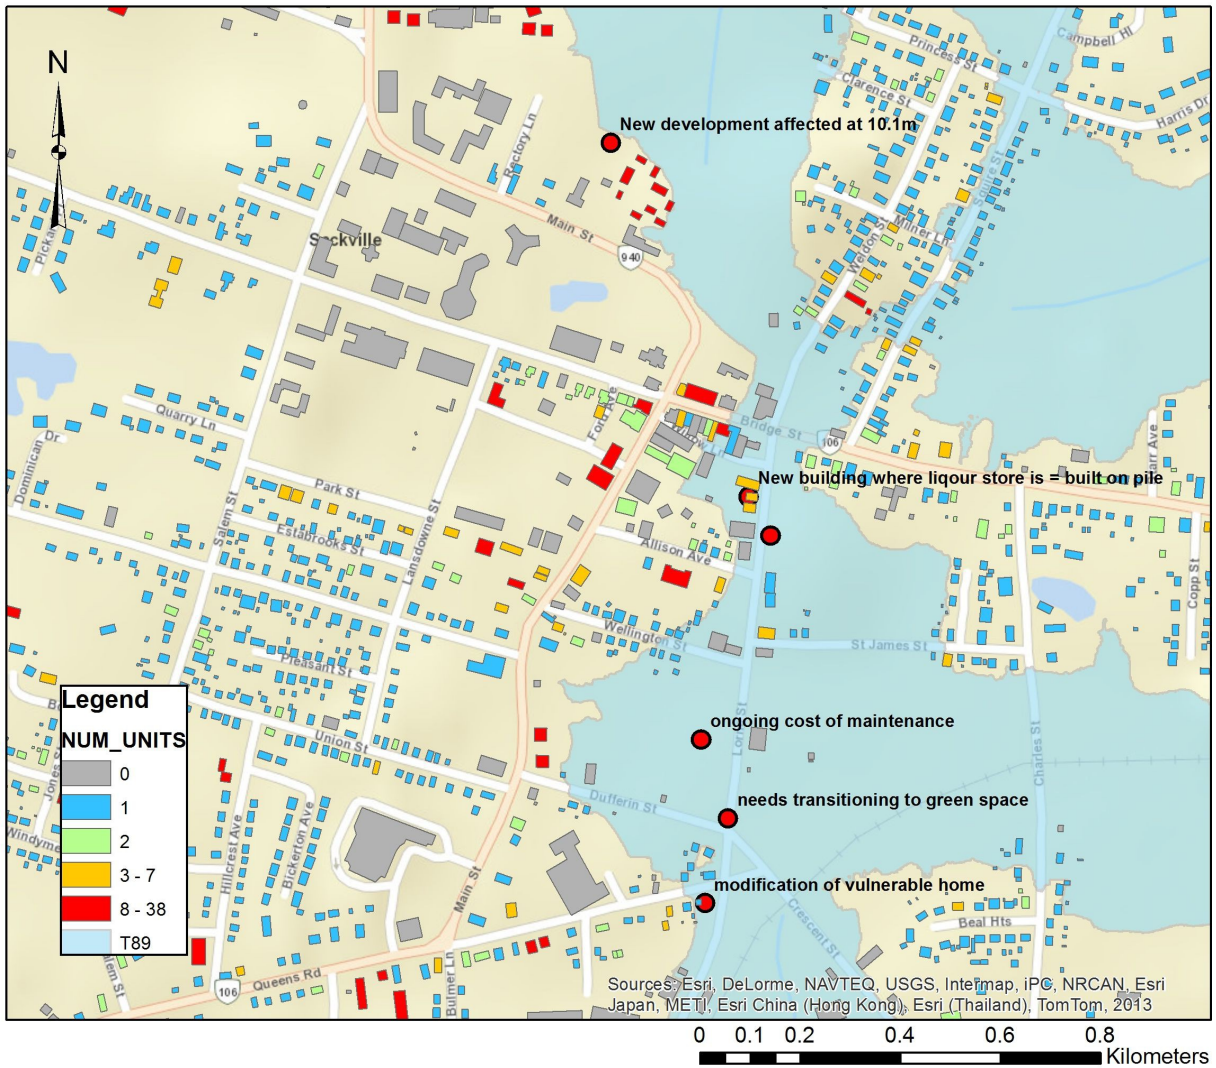 N
Campbell Hl
Princess St
Clarence St
Harris Dr
New development affected at 10.1m
Rectory Ln
Squire St
Main St
Sackville
940
Milner Ln
Weldon St
Ford Ave
Quarry Ln
Bridge St
106
Willow Ln
Dominican Dr
New building where liqour store is = built on pile
Park St
Salem St
Estabrooks St
Lansdowne St
Allison Ave
Copp St
Wellington St
St James St
Pleasant St
Legend
NUM_UNITS
0
1
2
3 - 7
8 - 38
T89
Union St
ongoing cost of maintenance
Charles St
Dufferin St
needs transitioning to green space
Hillcrest Ave
Bickerton Ave
Main St
modification of vulnerable home
Crescent St
Beal Hts
Queens Rd
106
Bulmer Ln
Sources: Esri, DeLorme, NAVTEQ, USGS, Intermap, iPC, NRCAN, Esri
Japan, METI, Esri China (Hong Kong), Esri (Thailand), TomTom, 2013
0 0.1 0.2 0.4 0.6 0.8
Kilometers